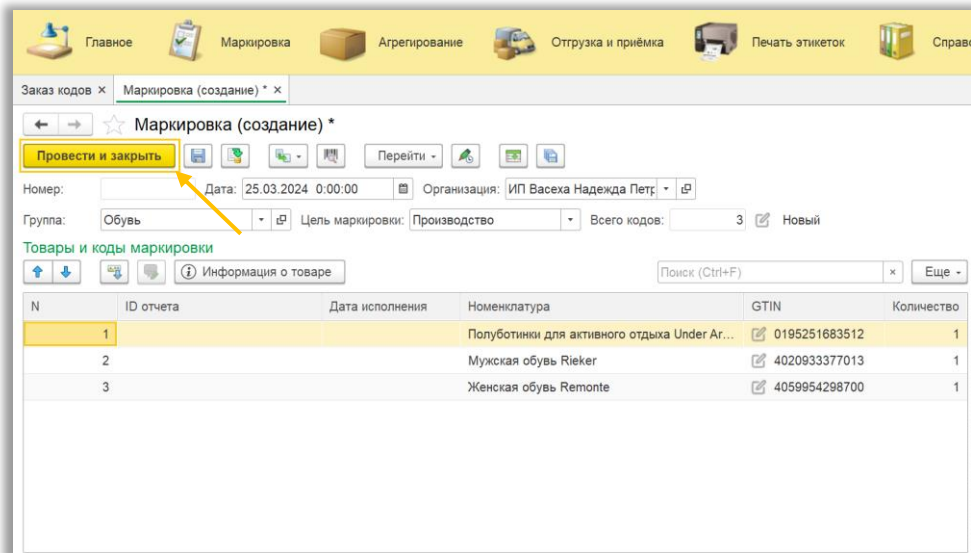 Главное Маркировка Агрегирование Отгрузка и приёмка Печать этикеток Справо
Заказ кодов × Маркировка (создание) * ×
Маркировка (создание) *
Провести и закрыть Перейти
Номер: Дата: 25.03.2024 0:00:00 Организация: ИП Васеха Надежда Петр
Группа: Обувь Цель маркировки: Производство Всего кодов: 3 Новый
Товары и коды маркировки
Информация о товаре Поиск (Ctrl+F) × Еще
N ID отчета Дата исполнения Номенклатура GTIN Количество
1 Полуботинки для активного отдыха Under Ar... 0195251683512 1
2 Мужская обувь Rieker 4020933377013 1
3 Женская обувь Remonte 4059954298700 1